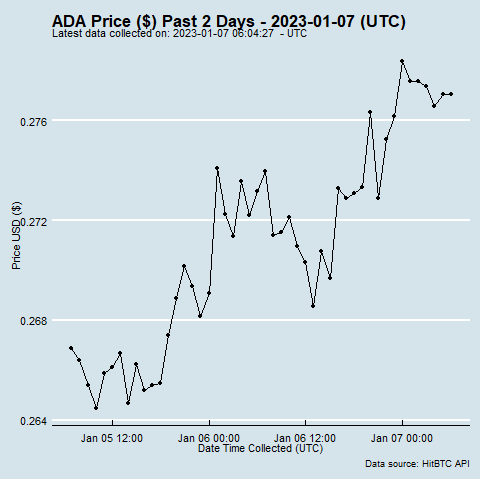 ADA Price ($) Past 2 Days - 2023-01-07 (UTC)
Latest data collected on: 2023-01-07 06:04:27 - UTC
0.276
0.272
0.268
0.264
Price USD ($)
Jan 05 12:00 Jan 06 00:00 Jan 06 12:00 Jan 07 00:00
Date Time Collected (UTC)
Data source: HitBTC API